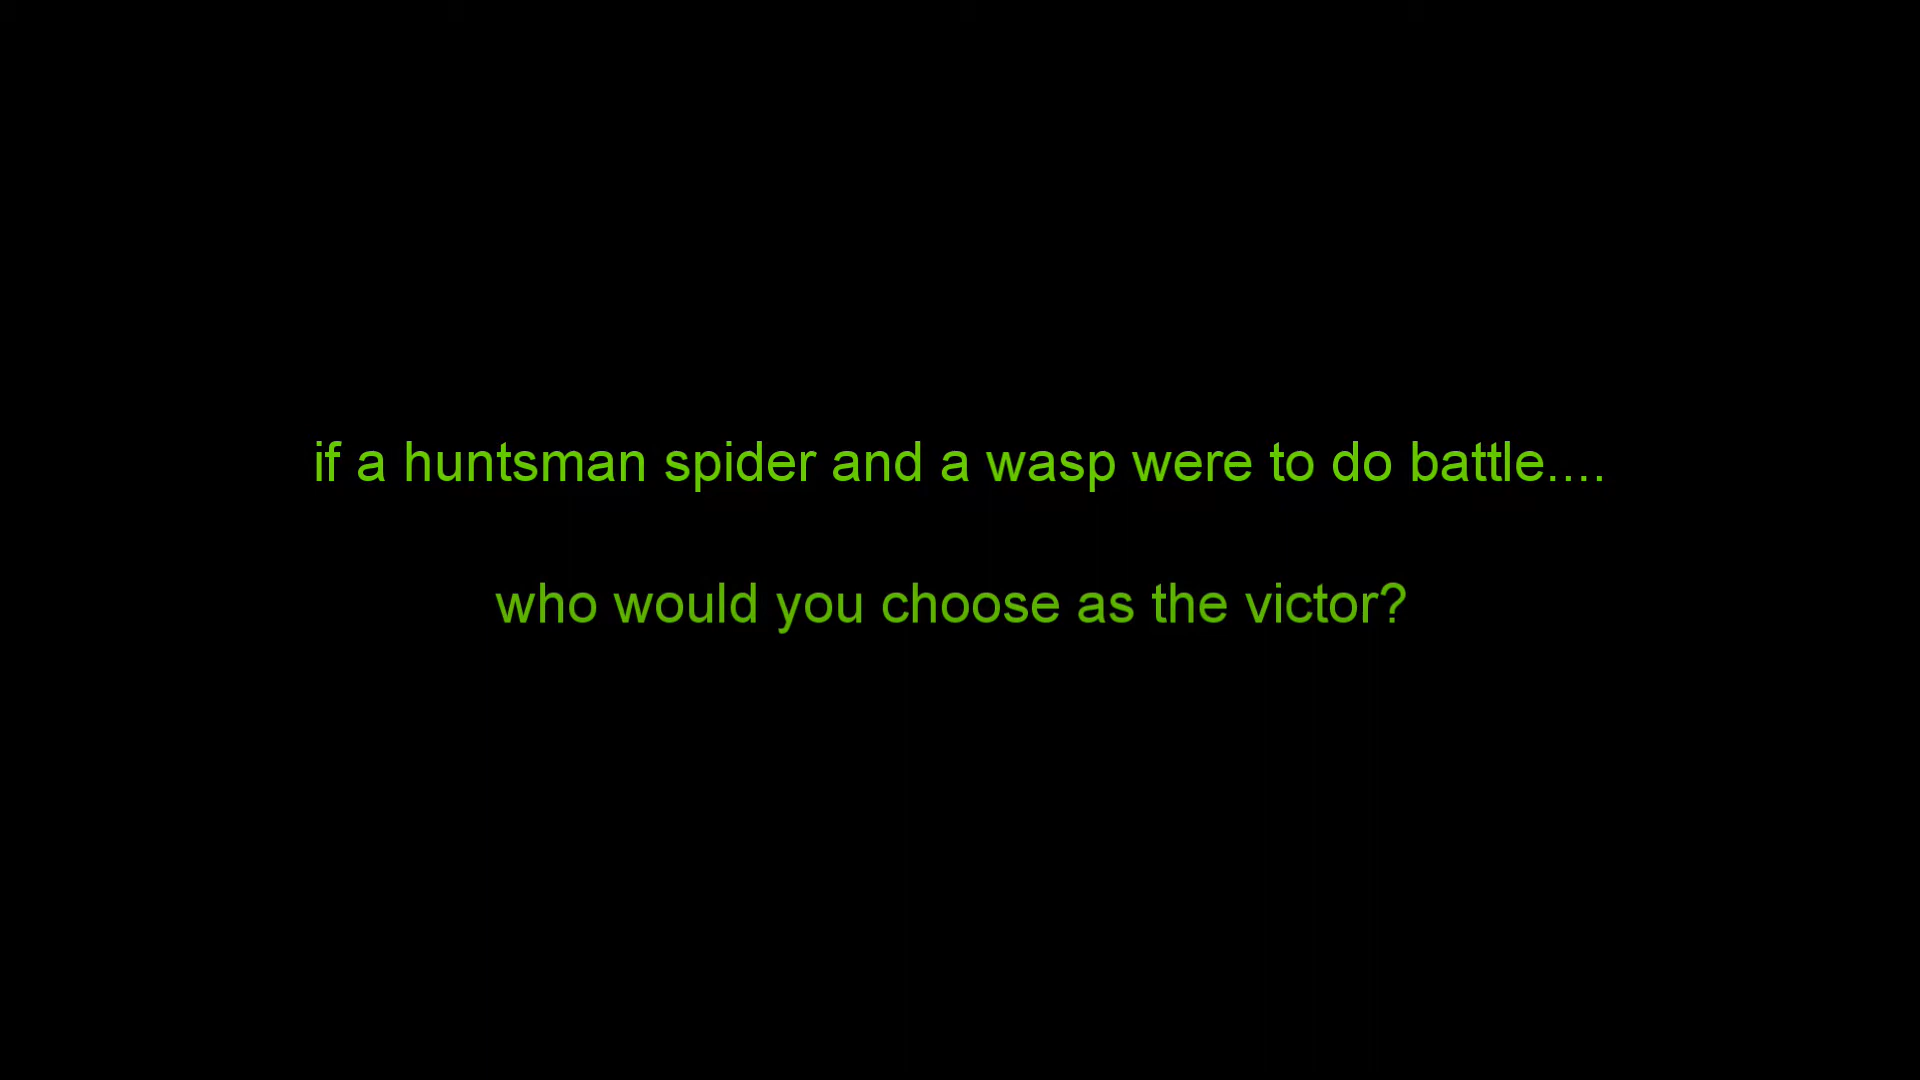 if a huntsman spider and a wasp were to do battle....
who would you choose as the victor?